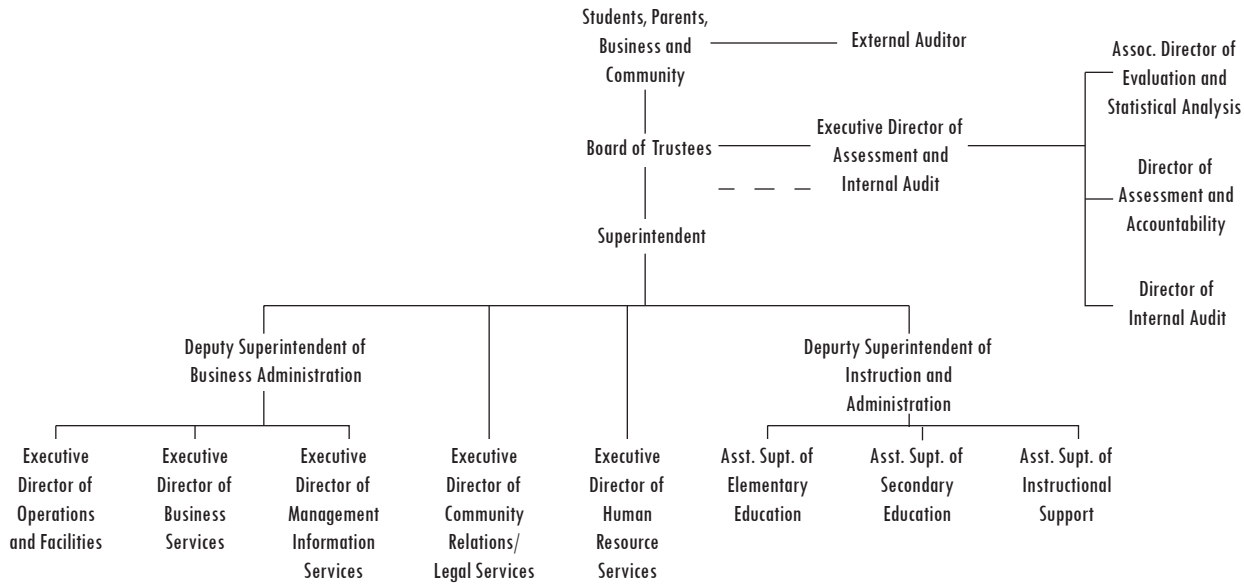 Students, Parents,
Business and
Community
External Auditor
Assoc. Director of
Evaluation and
Statistical Analysis
Board of Trustees
Executive Director of
Assessment and
Internal Audit
Director of
Assessment and
Accountability
Superintendent
Director of
Internal Audit
Deputy Superintendent of
Business Administration
Depurty Superintendent of
Instruction and
Administration
Executive
Director of
Operations
and Facilities
Executive
Director of
Business
Services
Executive
Director of
Management
Information
Services
Executive
Director of
Community
Relations/
Legal Services
Executive
Director of
Human
Resource
Services
Asst. Supt. of
Elementary
Education
Asst. Supt. of
Secondary
Education
Asst. Supt. of
Instructional
Support